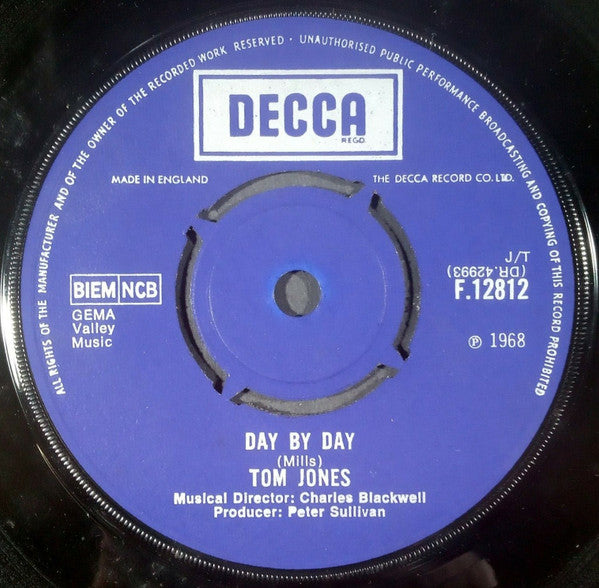 ALL RIGHTS OF THE MANUFACTURER AND OF THE OWNER OF THE RECORDED WORK RESERVED · UNAUTHORISED PUBLIC PERFORMANCE BROADCASTING AND COPYING OF THIS RECORD PROHIBITED
DECCA
REGD.
MADE IN ENGLAND
THE DECCA RECORD CO. LTD.
J/T
(DR.42993)
F.12812
BIEM NCB
GEMA
Valley
Music
℗ 1968
DAY BY DAY
(Mills)
TOM JONES
Musical Director: Charles Blackwell
Producer: Peter Sullivan